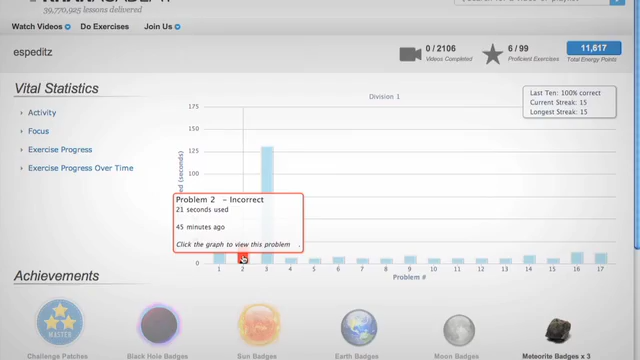 39,770,925 lessons delivered
Watch Videos Do Exercises Join Us
espeditz
0 / 2106
Videos Completed
6 / 99
Proficient Exercises
11,617
Total Energy Points
Vital Statistics
Activity
Focus
Exercise Progress
Exercise Progress Over Time
Division 1
Last Ten: 100% correct
Current Streak: 15
Longest Streak: 15
175
150
125
100
(seconds)
Problem 2 - Incorrect
21 seconds used
45 minutes ago
Click the graph to view this problem
0
1 2 3 4 5 6 7 8 9 10 11 12 13 14 15 16 17
Problem #
Achievements
MASTER
Challenge Patches
Black Hole Badges
Sun Badges
Earth Badges
Moon Badges
Meteorite Badges x 3